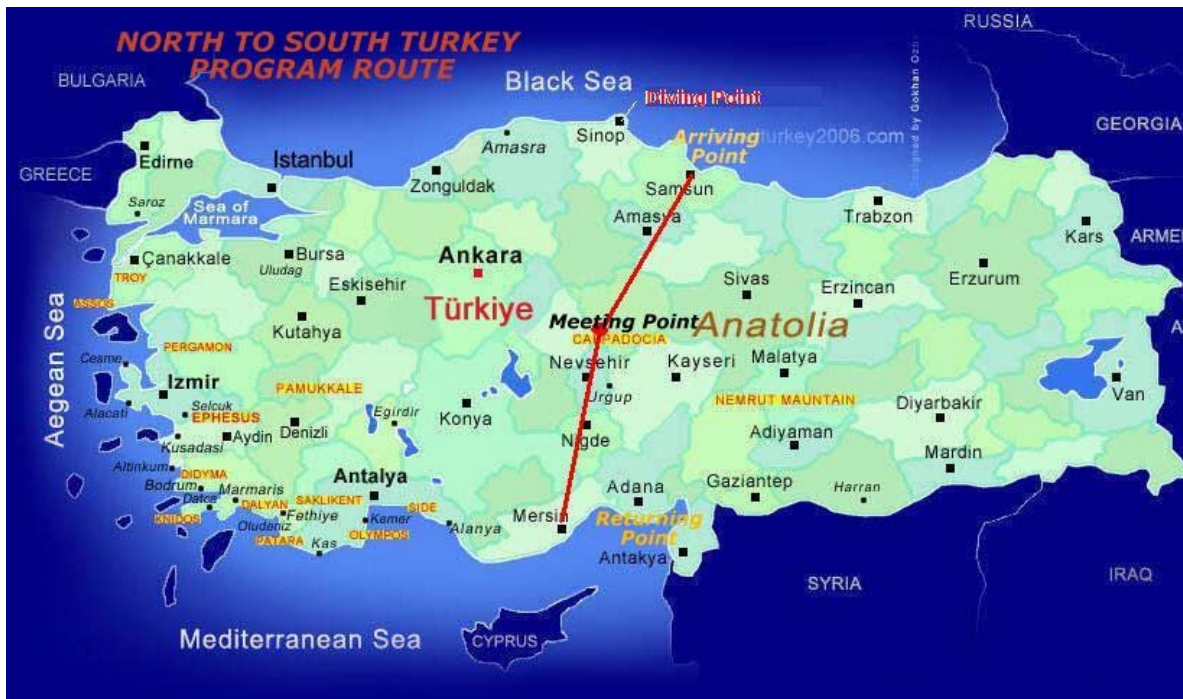 NORTH TO SOUTH TURKEY
PROGRAM ROUTE
RUSSIA
BULGARIA
Black Sea
Diving Point
Sinop
Amasra
Arriving
Point
turkey2006.com
GEORGIA
Edirne
Istanbul
GREECE
Zonguldak
Samsun
Saroz
Sea of
Marmara
Amasya
Trabzon
Kars
ARME
Çanakkale
Bursa
Uludag
Ankara
TROY
Eskisehir
Sivas
Erzincan
Erzurum
ASSOS
Kutahya
Türkiye
Meeting Point
Anatolia
A
CAPPADOCIA
PERGAMON
Cesme
Nevsehir
Kayseri
Malatya
Izmir
PAMUKKALE
Urgup
NEMRUT MAUNTAIN
Van
Aegean Sea
Alacati
Selcuk
EPHESUS
Egirdir
Konya
Diyarbakir
Kusadasi
Aydin
Denizli
Nigde
Adiyaman
Mardin
Altinkum
DIDYMA
Antalya
Bodrum
Datca
Marmaris
DALYAN
SAKLIKENT
SIDE
Adana
Gaziantep
Harran
KNIDOS
Fethiye
Kemer
Alanya
Mersin
Returning
Point
Oludeniz
PATARA
Kas
OLYMPOS
Antakya
SYRIA
IRAQ
Mediterranean Sea
CYPRUS